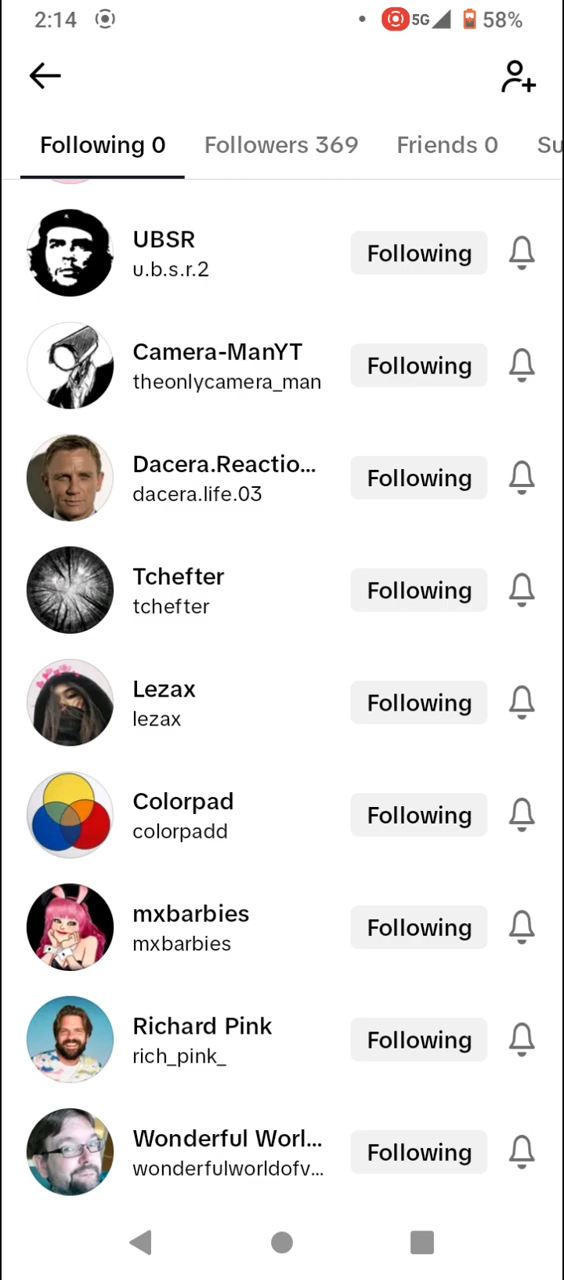 2:14
5G
58%
Following 0
Followers 369
Friends 0
Su
UBSR
u.b.s.r.2
Following
Camera-ManYT
theonlycamera_man
Following
Dacera.Reactio...
dacera.life.03
Following
Tchefter
tchefter
Following
Lezax
lezax
Following
Colorpad
colorpadd
Following
mxbarbies
mxbarbies
Following
Richard Pink
rich_pink_
Following
Wonderful Worl...
wonderfulworldofv...
Following